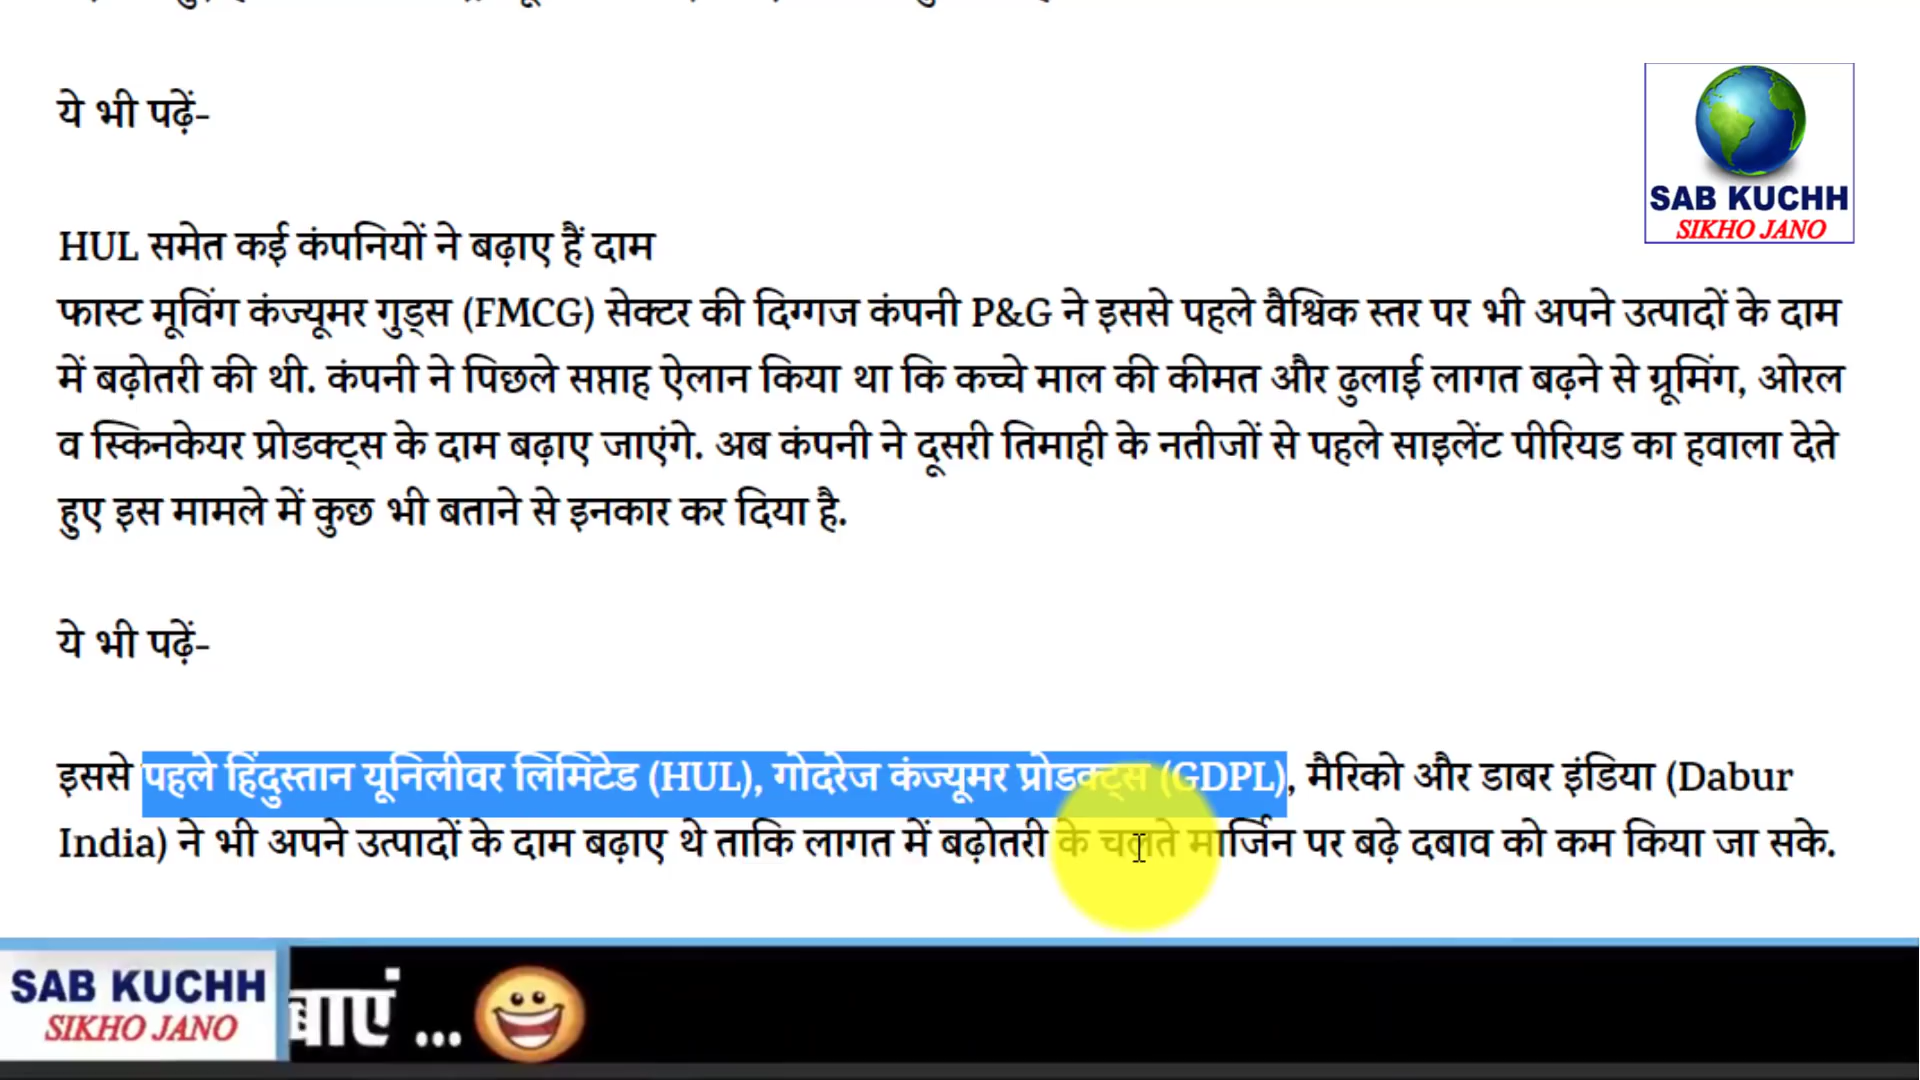 ये भी पढ़ें-
SAB KUCHH
SIKHO JANO
HUL समेत कई कंपनियों ने बढ़ाए हैं दाम
फास्ट मूविंग कंज्यूमर गुड्स (FMCG) सेक्टर की दिग्गज कंपनी P&G ने इससे पहले वैश्विक स्तर पर भी अपने उत्पादों के दाम
में बढ़ोतरी की थी. कंपनी ने पिछले सप्ताह ऐलान किया था कि कच्चे माल की कीमत और ढुलाई लागत बढ़ने से ग्रूमिंग, ओरल
व स्किनकेयर प्रोडक्ट्स के दाम बढ़ाए जाएंगे. अब कंपनी ने दूसरी तिमाही के नतीजों से पहले साइलेंट पीरियड का हवाला देते
हुए इस मामले में कुछ भी बताने से इनकार कर दिया है.
ये भी पढ़ें-
इससे पहले हिंदुस्तान यूनिलीवर लिमिटेड (HUL), गोदरेज कंज्यूमर प्रोडक्ट्स (GDPL), मैरिको और डाबर इंडिया (Dabur
India) ने भी अपने उत्पादों के दाम बढ़ाए थे ताकि लागत में बढ़ोतरी के चलते मार्जिन पर बढ़े दबाव को कम किया जा सके.
SAB KUCHH
SIKHO JANO
बाएं ...